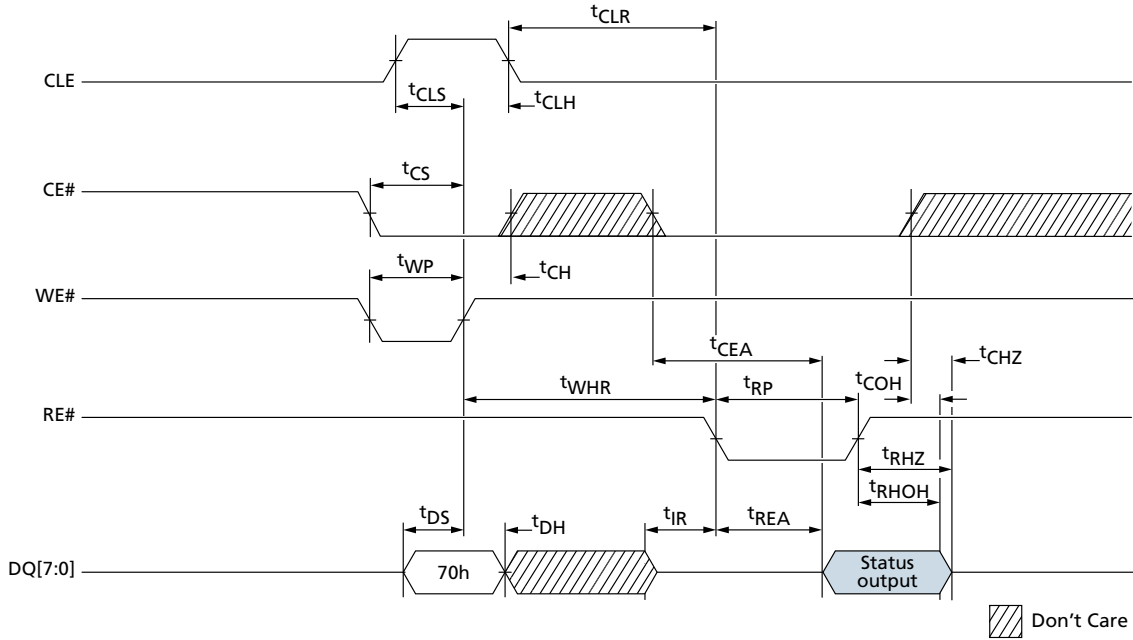 tCLR
CLE
tCLS
tCLH
tCS
CE#
tWP
tCH
WE#
tCEA
tCHZ
tWHR
tRP
tCOH
RE#
tRHZ
tRHOH
tDS
tDH
tIR
tREA
DQ[7:0]
70h
Status
output
Don't Care